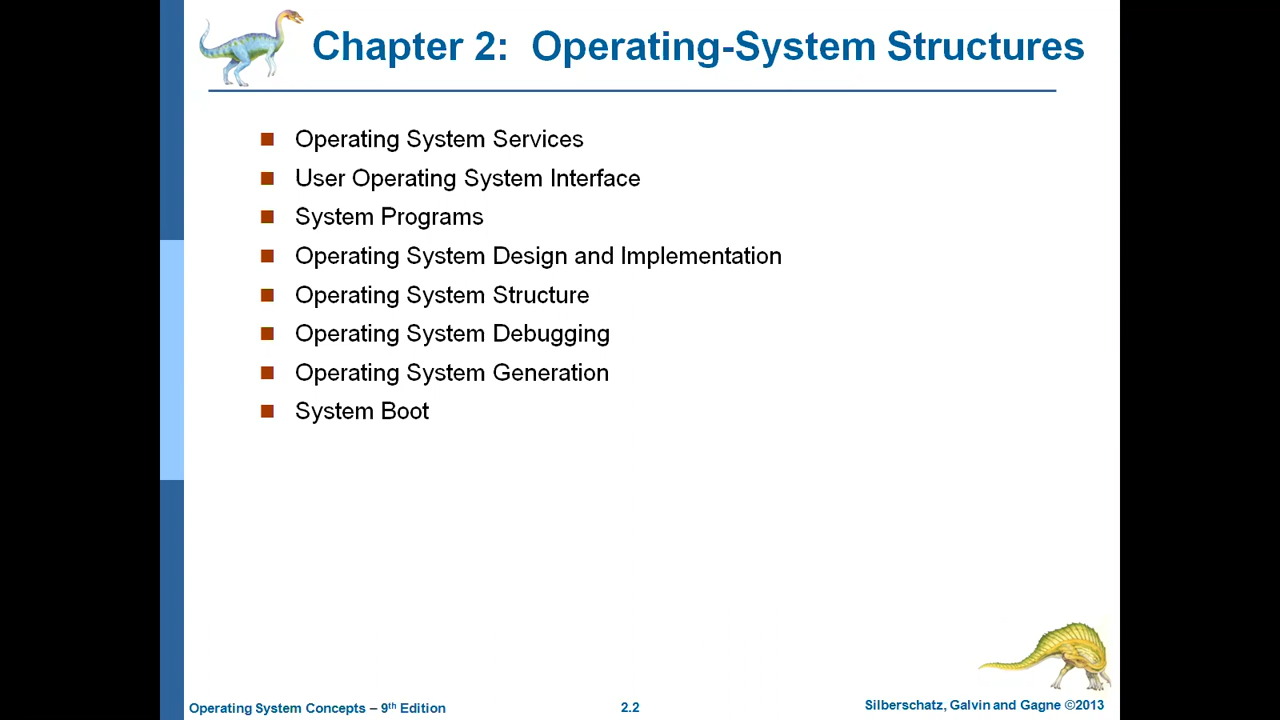 Chapter 2: Operating-System Structures
Operating System Services
User Operating System Interface
System Programs
Operating System Design and Implementation
Operating System Structure
Operating System Debugging
Operating System Generation
System Boot
Operating System Concepts – 9th Edition
2.2
Silberschatz, Galvin and Gagne ©2013